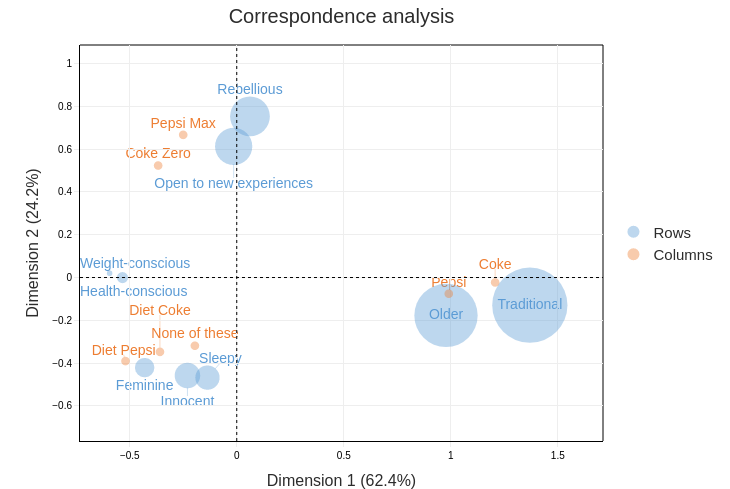 Correspondence analysis
Dimension 2 (24.2%)
1
0.8
0.6
0.4
0.2
0
−0.2
−0.4
−0.6
Rebellious
Pepsi Max
Coke Zero
Open to new experiences
Weight-conscious
Health-conscious
Coke
Pepsi
Traditional
Older
Diet Coke
None of these
Diet Pepsi
Sleepy
Feminine
Innocent
−0.5
0
0.5
1
1.5
Dimension 1 (62.4%)
Rows
Columns